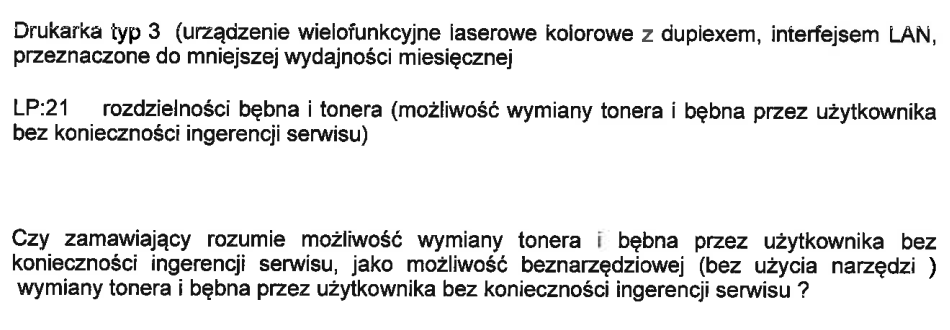 Drukarka typ 3 (urządzenie wielofunkcyjne laserowe kolorowe z duplexem, interfejsem LAN,
przeznaczone do mniejszej wydajności miesięcznej
LP:21 rozdzielności bębna i tonera (możliwość wymiany tonera i bębna przez użytkownika
bez konieczności ingerencji serwisu)
Czy zamawiający rozumie możliwość wymiany tonera i bębna przez użytkownika bez
konieczności ingerencji serwisu, jako możliwość beznarzędziowej (bez użycia narzędzi )
wymiany tonera i bębna przez użytkownika bez konieczności ingerencji serwisu ?